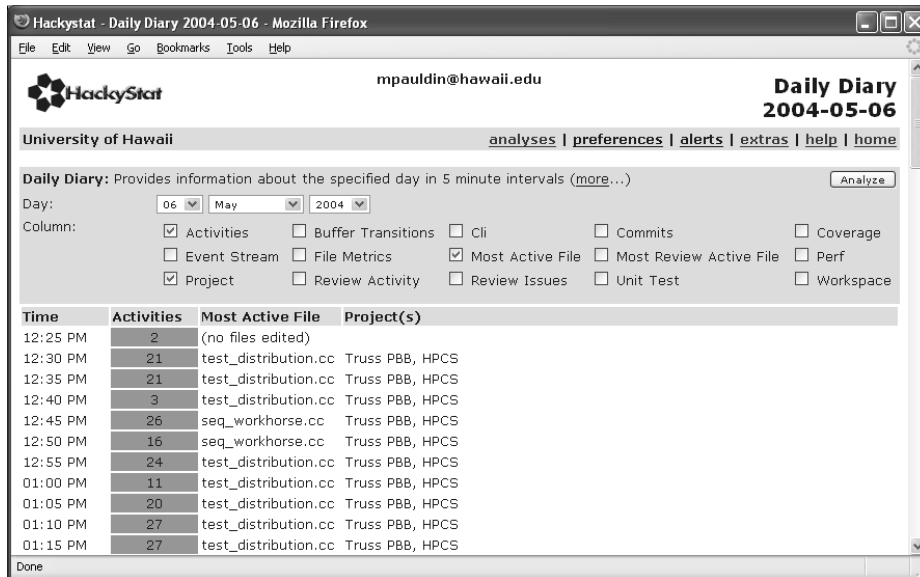 Hackystat - Daily Diary 2004-05-06 - Mozilla Firefox
File Edit View Go Bookmarks Tools Help
HackyStat
mpauldin@hawaii.edu
Daily Diary
2004-05-06
University of Hawaii
analyses | preferences | alerts | extras | help | home
Daily Diary: Provides information about the specified day in 5 minute intervals (more...) Analyze
Day: 06 May 2004
Column: Activities Buffer Transitions Cli Commits Coverage
Event Stream File Metrics Most Active File Most Review Active File Perf
Project Review Activity Review Issues Unit Test Workspace
Time Activities Most Active File Project(s)
12:25 PM 2 (no files edited)
12:30 PM 21 test_distribution.cc Truss PBB, HPCS
12:35 PM 21 test_distribution.cc Truss PBB, HPCS
12:40 PM 3 test_distribution.cc Truss PBB, HPCS
12:45 PM 26 seq_workhorse.cc Truss PBB, HPCS
12:50 PM 16 seq_workhorse.cc Truss PBB, HPCS
12:55 PM 24 test_distribution.cc Truss PBB, HPCS
01:00 PM 11 test_distribution.cc Truss PBB, HPCS
01:05 PM 20 test_distribution.cc Truss PBB, HPCS
01:10 PM 27 test_distribution.cc Truss PBB, HPCS
01:15 PM 27 test_distribution.cc Truss PBB, HPCS
Done